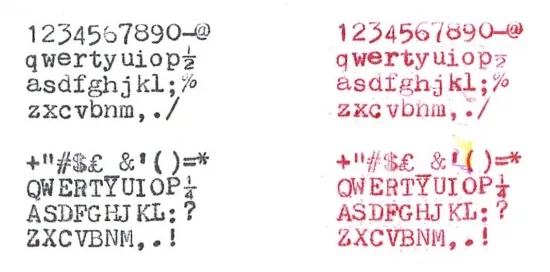 1234567890-@
qwertyuiop½
asdfghjkl;%
zxcvbnm,./
+"#$£ &'()=*
QWERTYUIOP¼
ASDFGHJKL:?
ZXCVBNM,.!
1234567890-@
qwertyuiop½
asdfghjkl;%
zxcvbnm,./
+"#$£ &'()=*
QWERTYUIOP¼
ASDFGHJKL:?
ZXCVBNM,.!